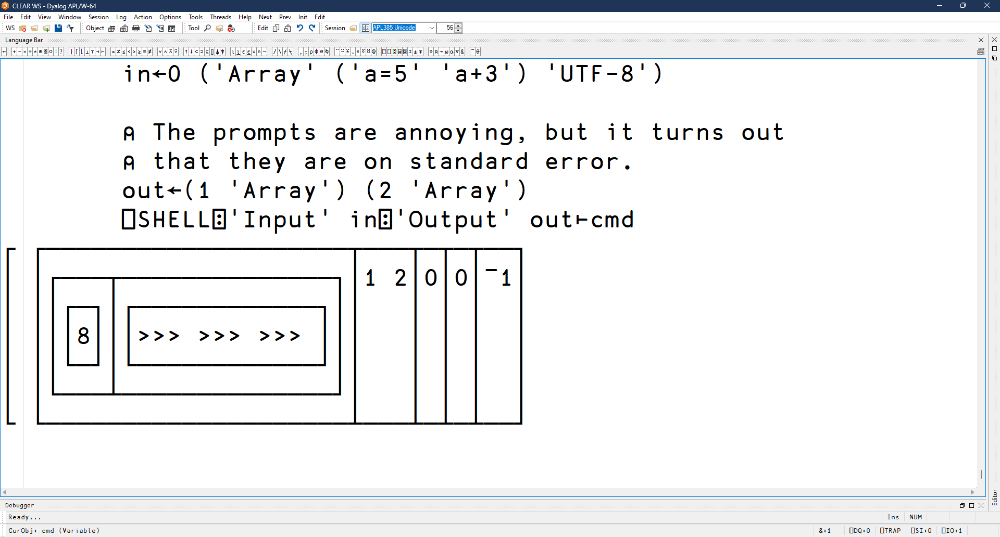 CLEAR WS - Dyalog APL/W-64
File Edit View Window Session Log Action Options Tools Threads Help Next Prev Init Edit
WS Object Tool Edit Session APL385 Unicode 56
Language Bar
      in←0 ('Array' ('a=5' 'a+3') 'UTF-8')
      ⍝ The prompts are annoying, but it turns out
      ⍝ that they are on standard error.
      out←(1 'Array') (2 'Array')
      ⎕SHELL⍠'Input' in⍠'Output' out⊢cmd
1 2 0 0 ¯1
8 >>> >>> >>>
Editor
Debugger
Ready...
Ins NUM
CurObj: cmd (Variable)
&:1 ⎕DQ:0 ⎕TRAP ⎕SI:0 ⎕IO:1